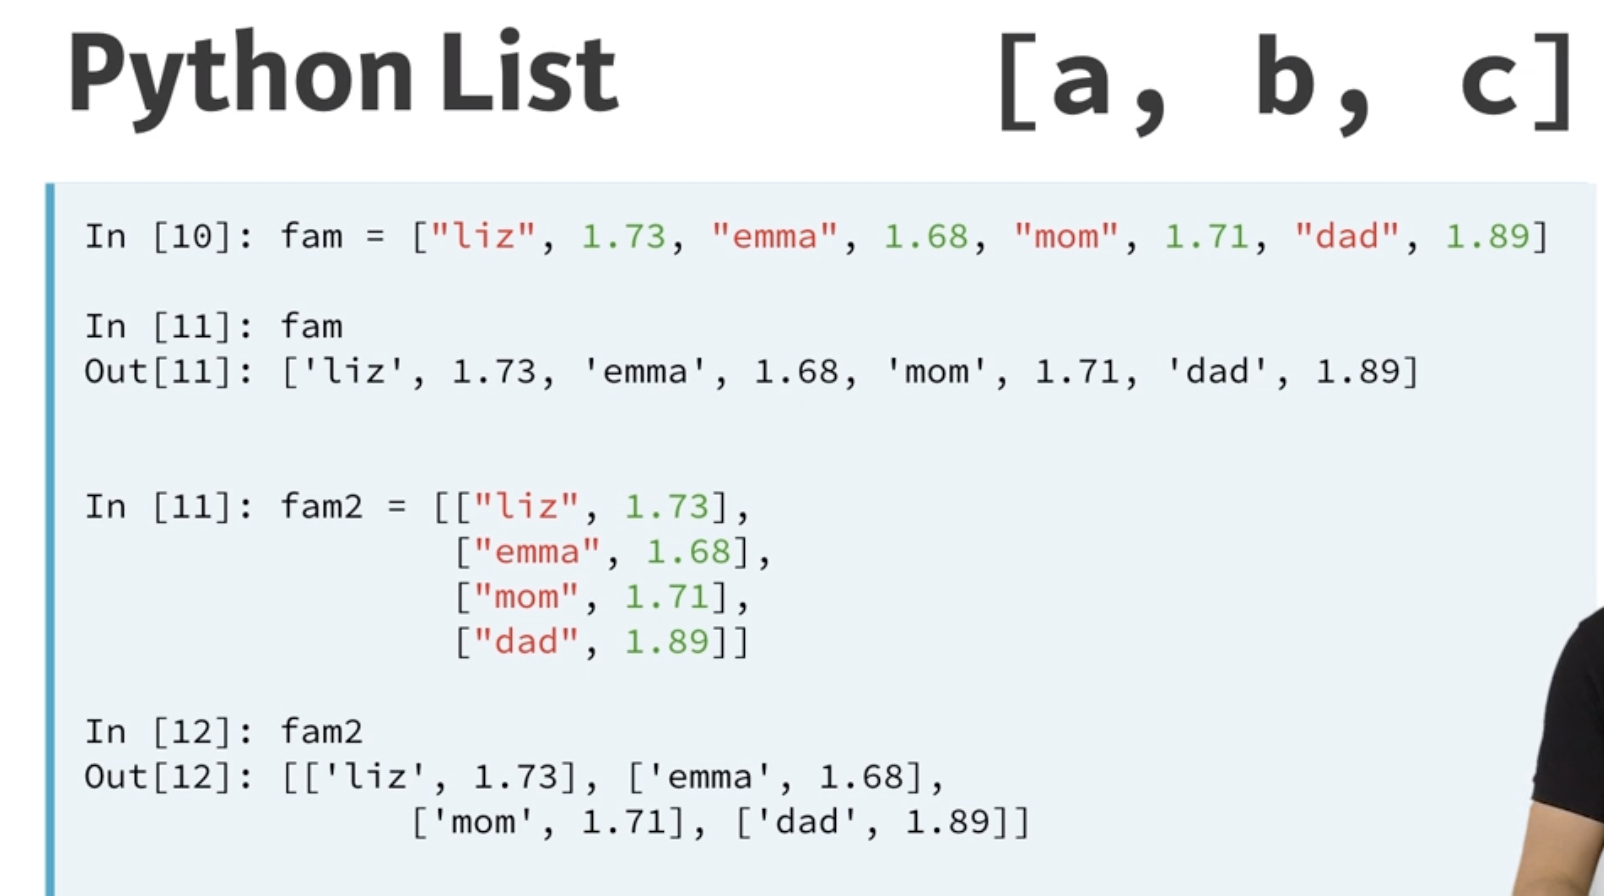 Python List [a, b, c]
In [10]: fam = ["liz", 1.73, "emma", 1.68, "mom", 1.71, "dad", 1.89]
In [11]: fam
Out[11]: ['liz', 1.73, 'emma', 1.68, 'mom', 1.71, 'dad', 1.89]
In [11]: fam2 = [["liz", 1.73],
["emma", 1.68],
["mom", 1.71],
["dad", 1.89]]
In [12]: fam2
Out[12]: [['liz', 1.73], ['emma', 1.68],
['mom', 1.71], ['dad', 1.89]]